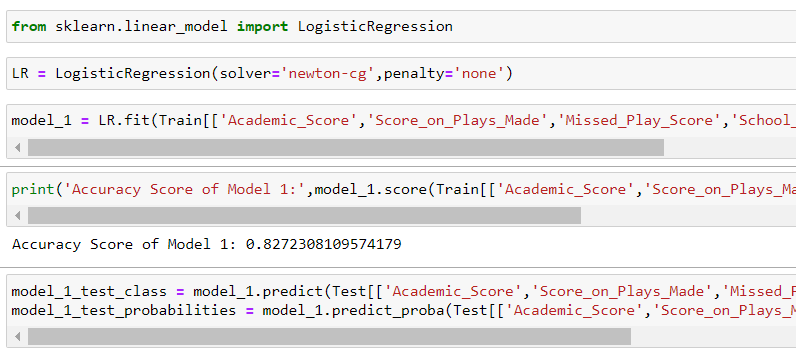 from sklearn.linear_model import LogisticRegression
LR = LogisticRegression(solver='newton-cg',penalty='none')
model_1 = LR.fit(Train[['Academic_Score','Score_on_Plays_Made','Missed_Play_Score','School_
print('Accuracy Score of Model 1:',model_1.score(Train[['Academic_Score','Score_on_Plays_Ma
Accuracy Score of Model 1: 0.8272308109574179
model_1_test_class = model_1.predict(Test[['Academic_Score','Score_on_Plays_Made','Missed_P
model_1_test_probabilities = model_1.predict_proba(Test[['Academic_Score','Score_on_Plays_M